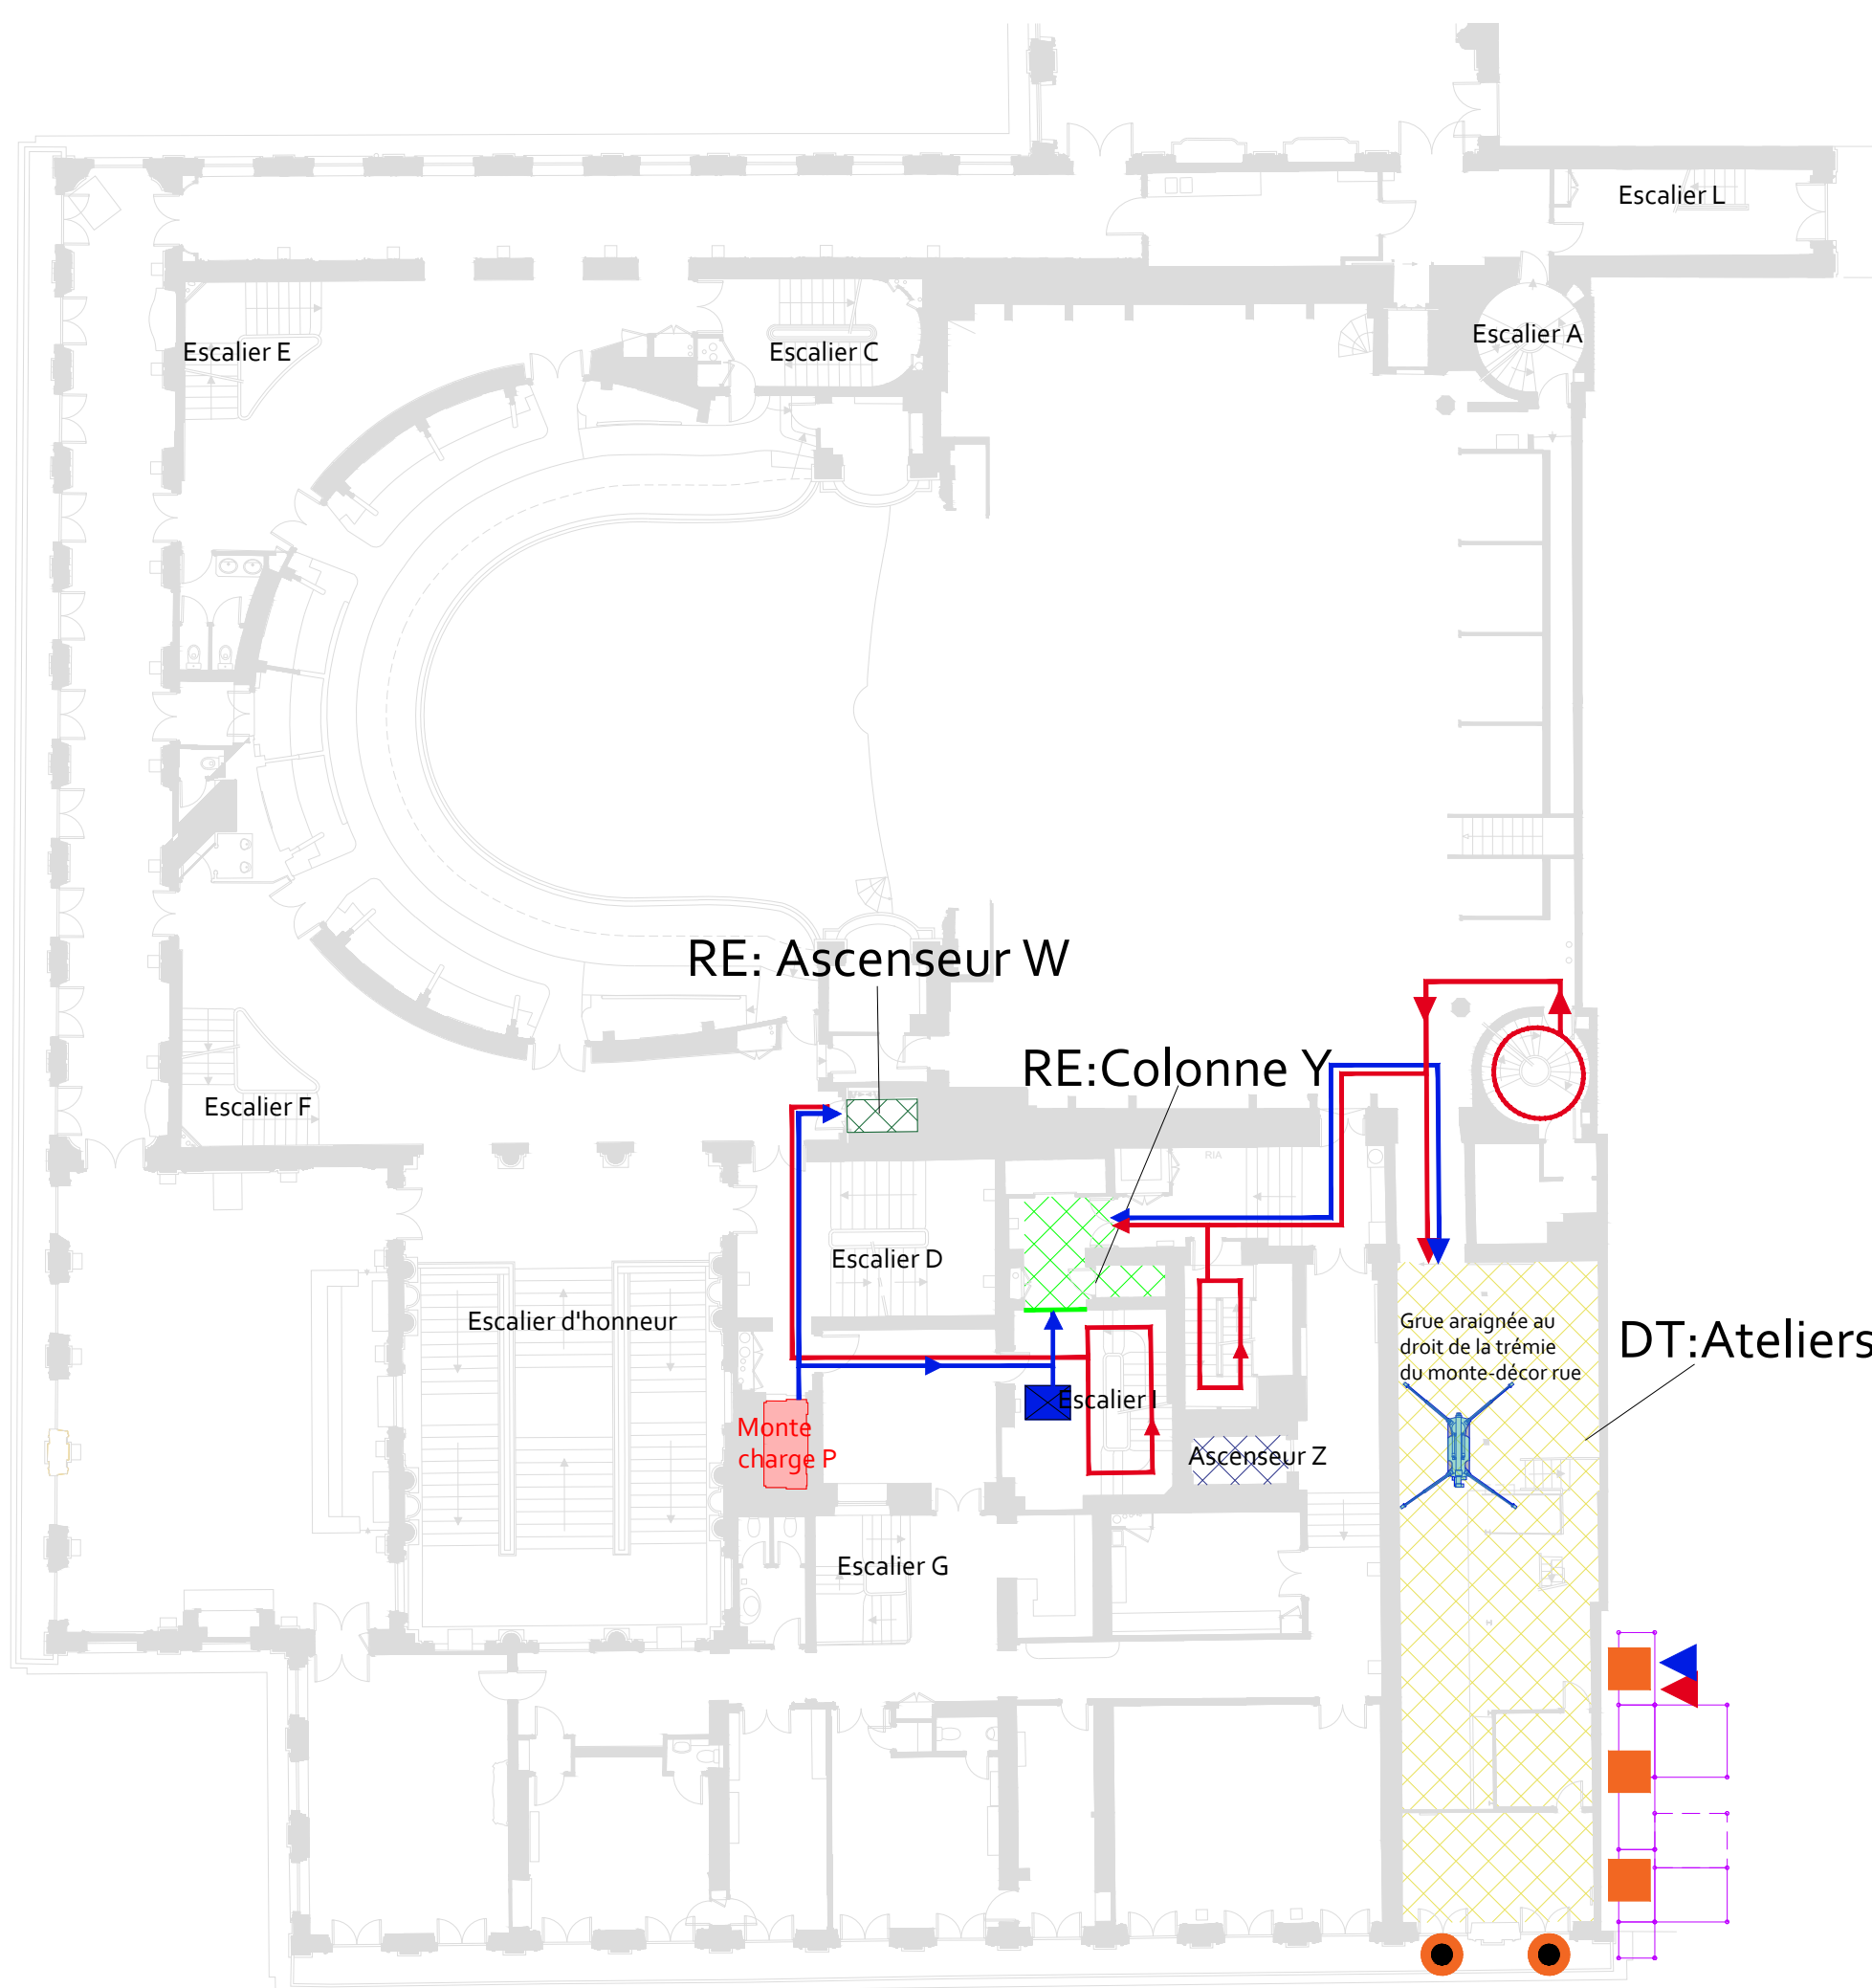 Escalier L
Escalier A
Escalier E
Escalier C
RE: Ascenseur W
RE:Colonne Y
Escalier F
RIA
Escalier D
Escalier d'honneur
Grue araignée au
droit de la trémie
du monte-décor rue
DT:Ateliers
Escalier I
Monte
charge P
Ascenseur Z
Escalier G